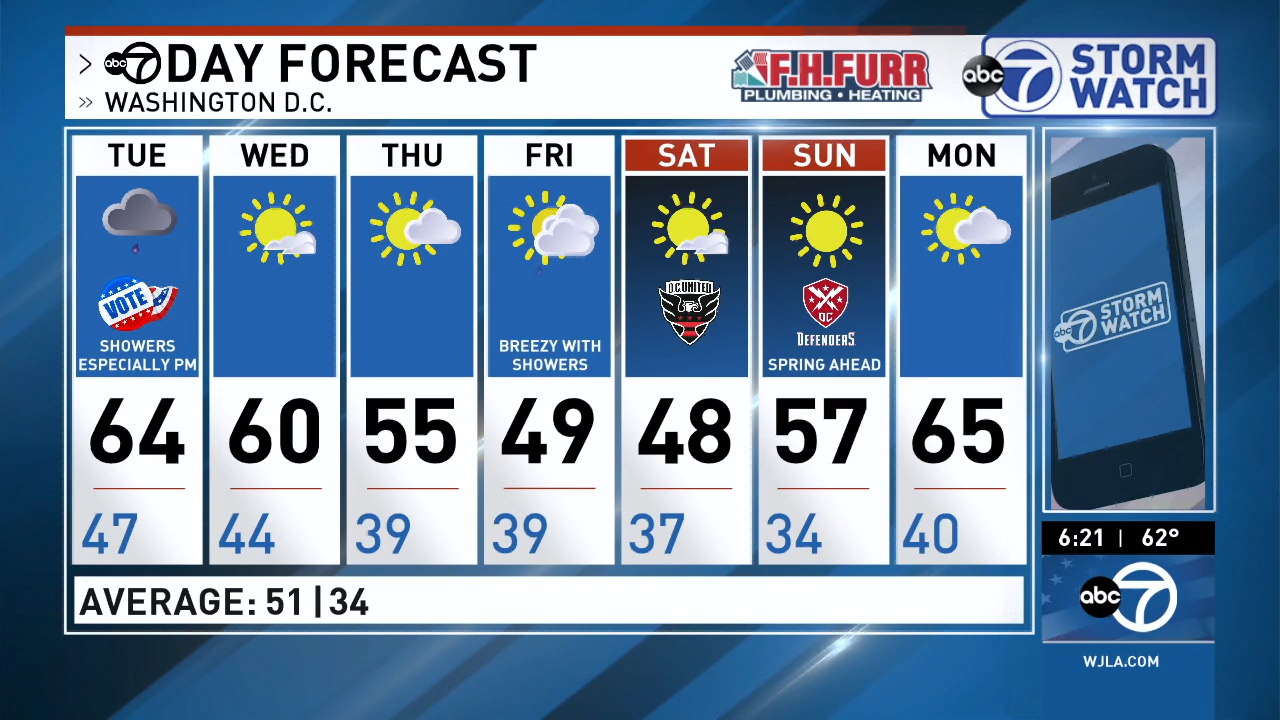 > abc 7 DAY FORECAST
» WASHINGTON D.C.
F.H. FURR
PLUMBING • HEATING
abc 7 STORM
WATCH
TUE
WED
THU
FRI
SAT
SUN
MON
VOTE
SHOWERS
ESPECIALLY PM
BREEZY WITH
SHOWERS
DC UNITED
DC
DEFENDERS
SPRING AHEAD
64
60
55
49
48
57
65
47
44
39
39
37
34
40
AVERAGE: 51 | 34
abc 7 STORM
WATCH
6:21 | 62°
abc 7
WJLA.COM